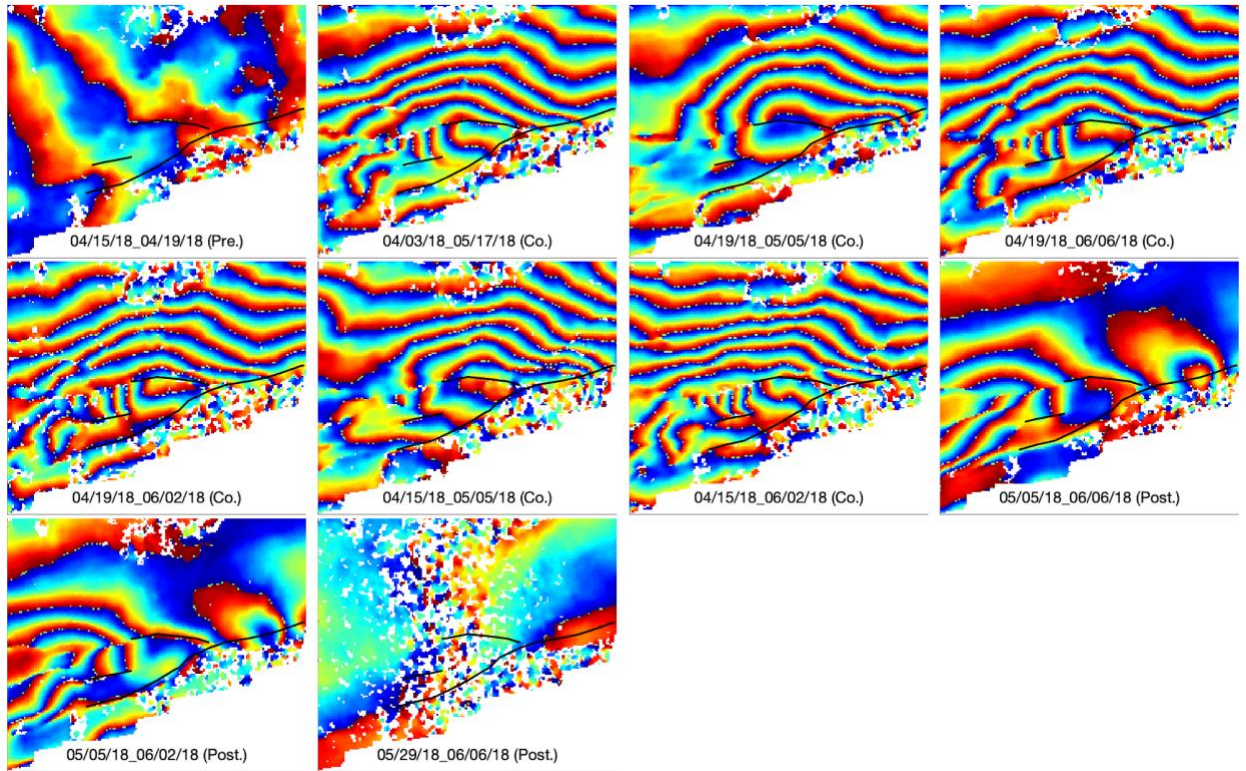 04/15/18_04/19/18 (Pre.)
04/03/18_05/17/18 (Co.)
04/19/18_05/05/18 (Co.)
04/19/18_06/06/18 (Co.)
04/19/18_06/02/18 (Co.)
04/15/18_05/05/18 (Co.)
04/15/18_06/02/18 (Co.)
05/05/18_06/06/18 (Post.)
05/05/18_06/02/18 (Post.)
05/29/18_06/06/18 (Post.)